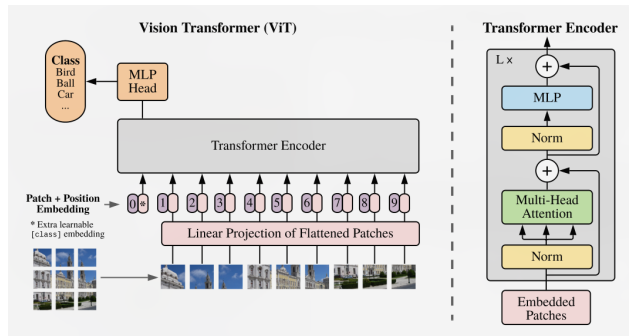 Vision Transformer (ViT)
Class
Bird
Ball
Car
...
MLP
Head
Transformer Encoder
Patch + Position
Embedding
0 * 1 2 3 4 5 6 7 8 9
* Extra learnable
[class] embedding
Linear Projection of Flattened Patches
Transformer Encoder
L ×
+
MLP
Norm
+
Multi-Head
Attention
Norm
Embedded
Patches